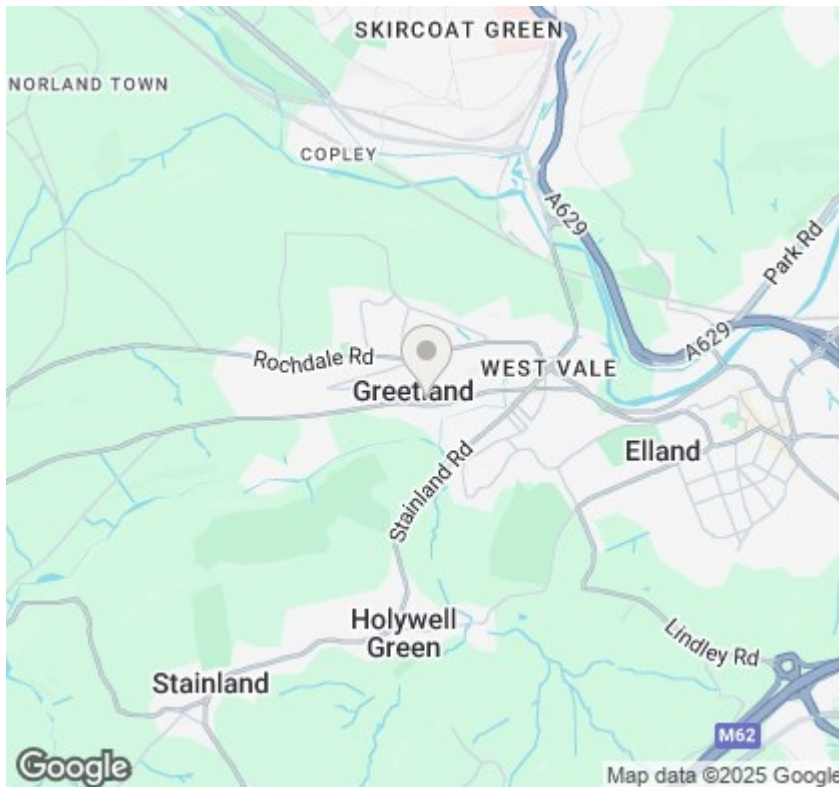 SKIRCOAT GREEN
NORLAND TOWN
COPLEY
A629
Park Rd
A629
Rochdale Rd
WEST VALE
Greetland
Elland
Stainland Rd
Holywell
Green
Lindley Rd
Stainland
M62
Google
Map data ©2025 Google